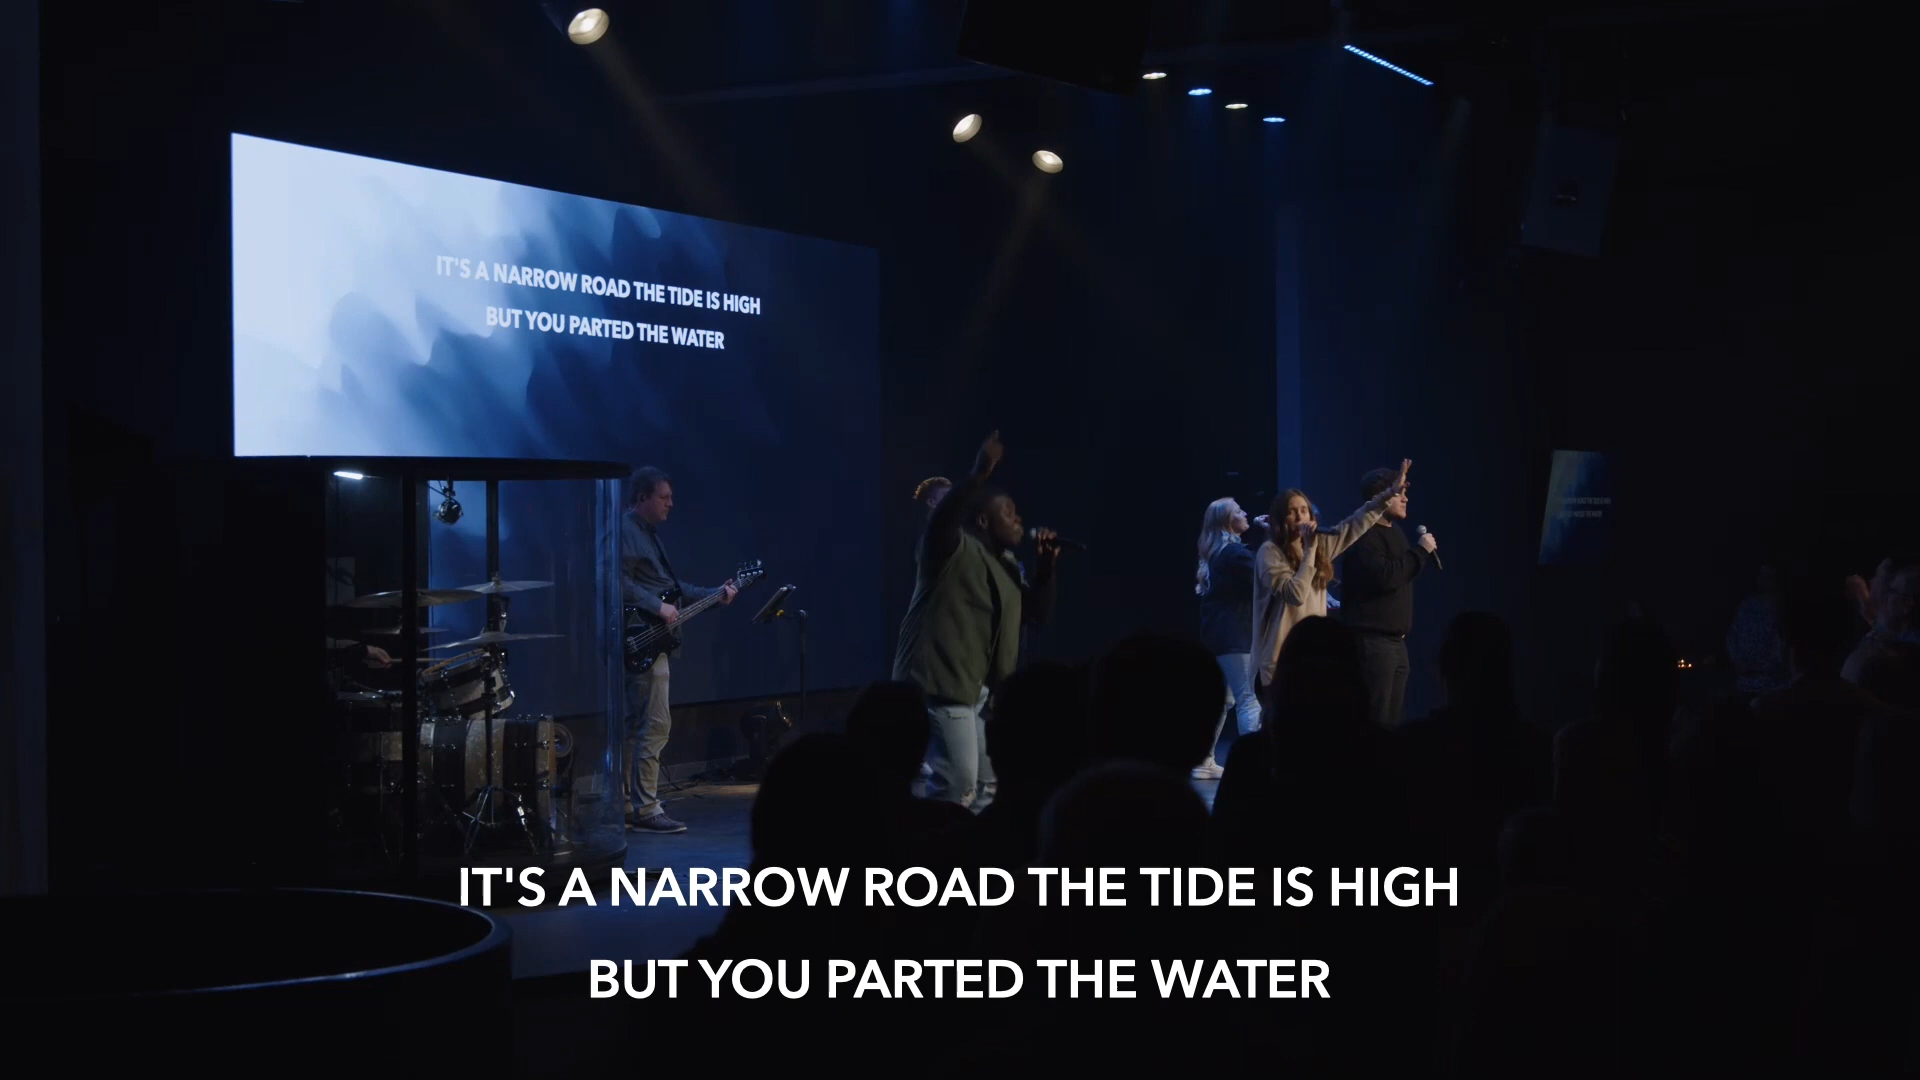 IT'S A NARROW ROAD THE TIDE IS HIGH
BUT YOU PARTED THE WATER
IT'S A NARROW ROAD THE TIDE IS HIGH
BUT YOU PARTED THE WATER